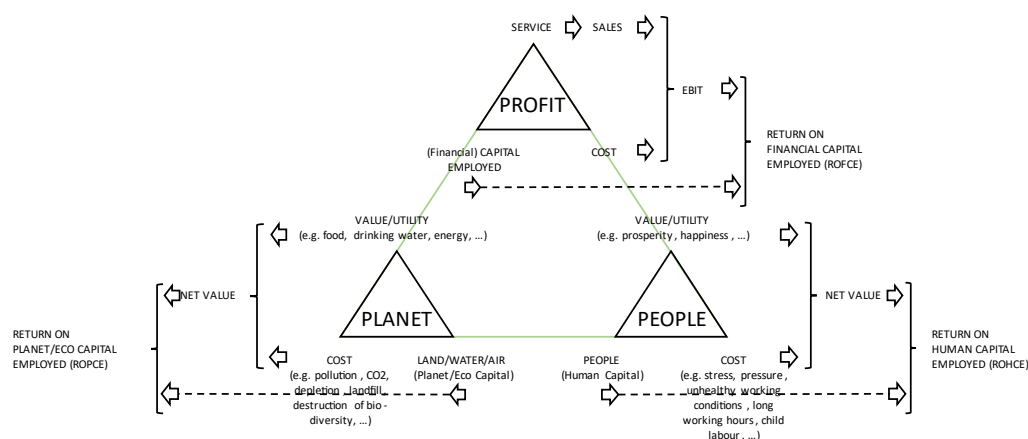 SERVICE
SALES
EBIT
PROFIT
RETURN ON
FINANCIAL CAPITAL
EMPLOYED (ROFCE)
(Financial) CAPITAL
EMPLOYED
COST
VALUE/UTILITY
(e.g. food, drinking water, energy, ...)
VALUE/UTILITY
(e.g. prosperity, happiness , ...)
NET VALUE
NET VALUE
PLANET
PEOPLE
RETURN ON
PLANET/ECO CAPITAL
EMPLOYED (ROPCE)
RETURN ON
HUMAN CAPITAL
EMPLOYED (ROHCE)
COST
(e.g. pollution , CO2,
depletion , landfill,
destruction of bio-
diversity, ...)
LAND/WATER/AIR
(Planet/Eco Capital)
PEOPLE
(Human Capital)
COST
(e.g. stress, pressure ,
unhealthy working
conditions , long
working hours , child
labour , ...)